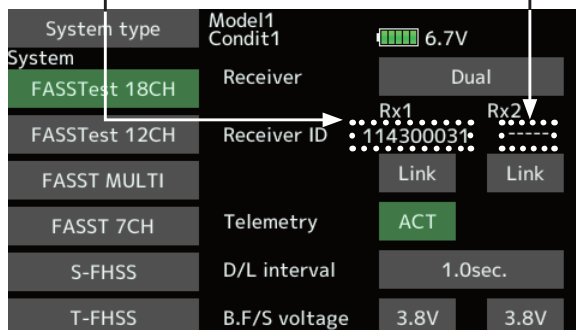 System type
Model1
Condit1
6.7V
System
FASSTest 18CH
Receiver
Dual
Rx1
Rx2
FASSTest 12CH
Receiver ID
114300031
-----
FASST MULTI
Link
Link
FASST 7CH
Telemetry
ACT
S-FHSS
D/L interval
1.0sec.
T-FHSS
B.F/S voltage
3.8V
3.8V